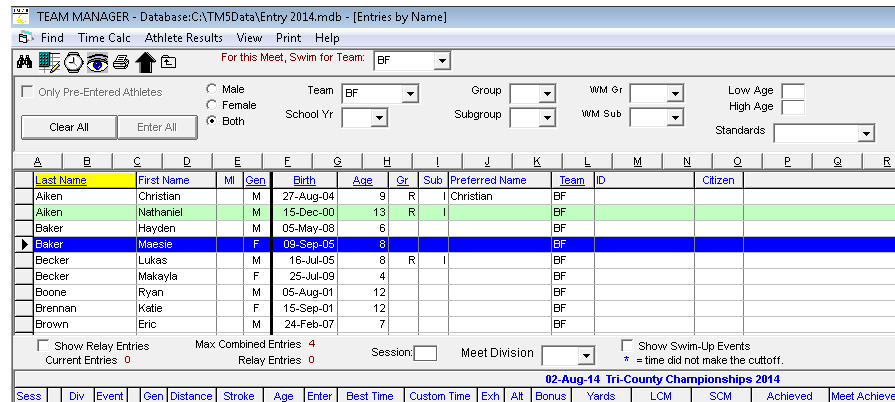 TEAM MANAGER - Database:C:\TM5Data\Entry 2014.mdb - [Entries by Name]
Find Time Calc Athlete Results View Print Help
For this Meet, Swim for Team: BF
Only Pre-Entered Athletes Male Team BF Group WM Gr Low Age
Female High Age
Clear All Enter All Both School Yr Subgroup WM Sub Standards
A B C D E F G H I J K L M N O P Q R
Last Name First Name MI Gen Birth Age Gr Sub Preferred Name Team ID Citizen
Aiken Christian M 27-Aug-04 9 R I Christian BF
Aiken Nathaniel M 15-Dec-00 13 R I BF
Baker Hayden M 05-May-08 6 BF
Baker Maesie F 09-Sep-05 8 BF
Becker Lukas M 16-Jul-05 8 R I BF
Becker Makayla F 25-Jul-09 4 BF
Boone Ryan M 05-Aug-01 12 BF
Brennan Katie F 15-Sep-01 12 BF
Brown Eric M 24-Feb-07 7 BF
Show Relay Entries Max Combined Entries 4 Session: Meet Division Show Swim-Up Events
Current Entries 0 Relay Entries 0 * = time did not make the cuttoff.
02-Aug-14 Tri-County Championships 2014
Sess Div Event Gen Distance Stroke Age Enter Best Time Custom Time Exh Alt Bonus Yards LCM SCM Achieved Meet Achieve